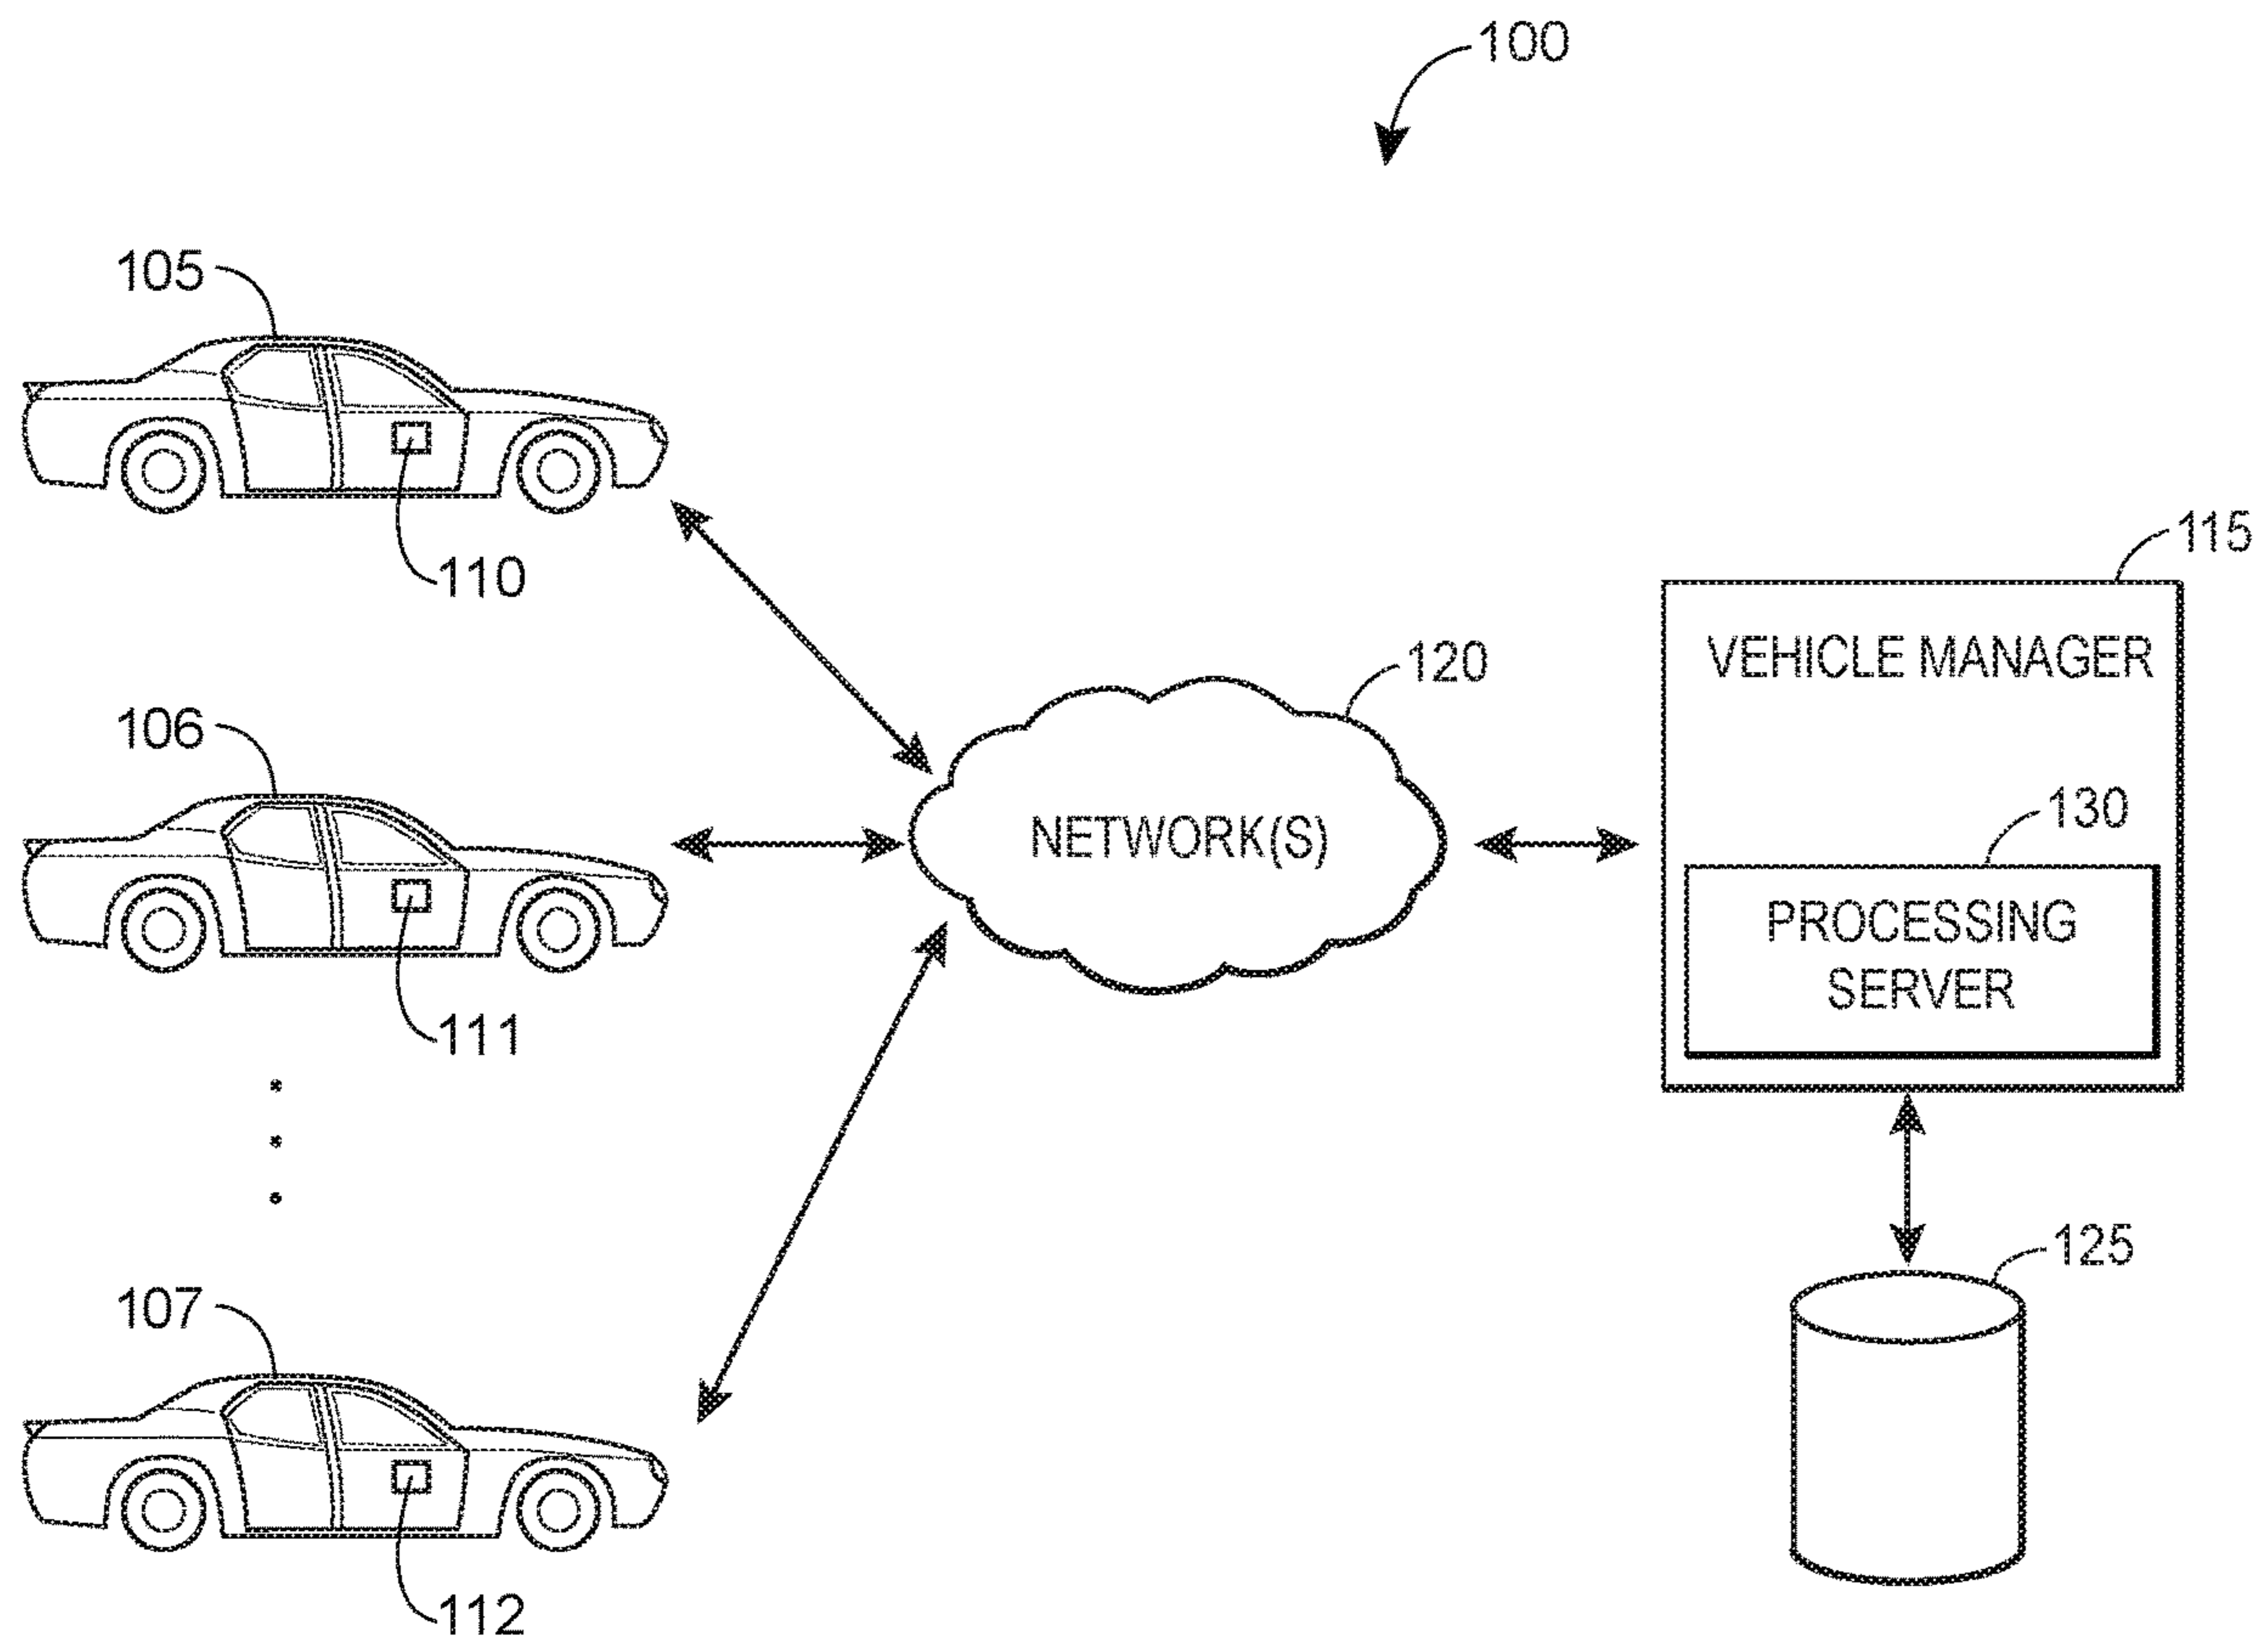 100
105
110
115
VEHICLE MANAGER
120
106
130
NETWORK(S)
PROCESSING
SERVER
111
125
107
112